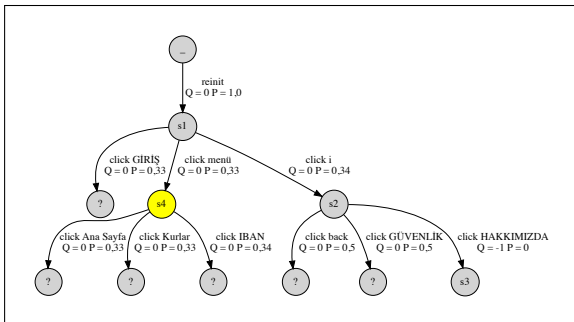 _
reinit
Q = 0 P = 1,0
s1
click GİRİŞ
Q = 0 P = 0,33
click menü
Q = 0 P = 0,33
click i
Q = 0 P = 0,34
?
s4
s2
click Ana Sayfa
Q = 0 P = 0,33
click Kurlar
Q = 0 P = 0,33
click IBAN
Q = 0 P = 0,34
click back
Q = 0 P = 0,5
click GÜVENLİK
Q = 0 P = 0,5
click HAKKIMIZDA
Q = -1 P = 0
?
?
?
?
?
s3